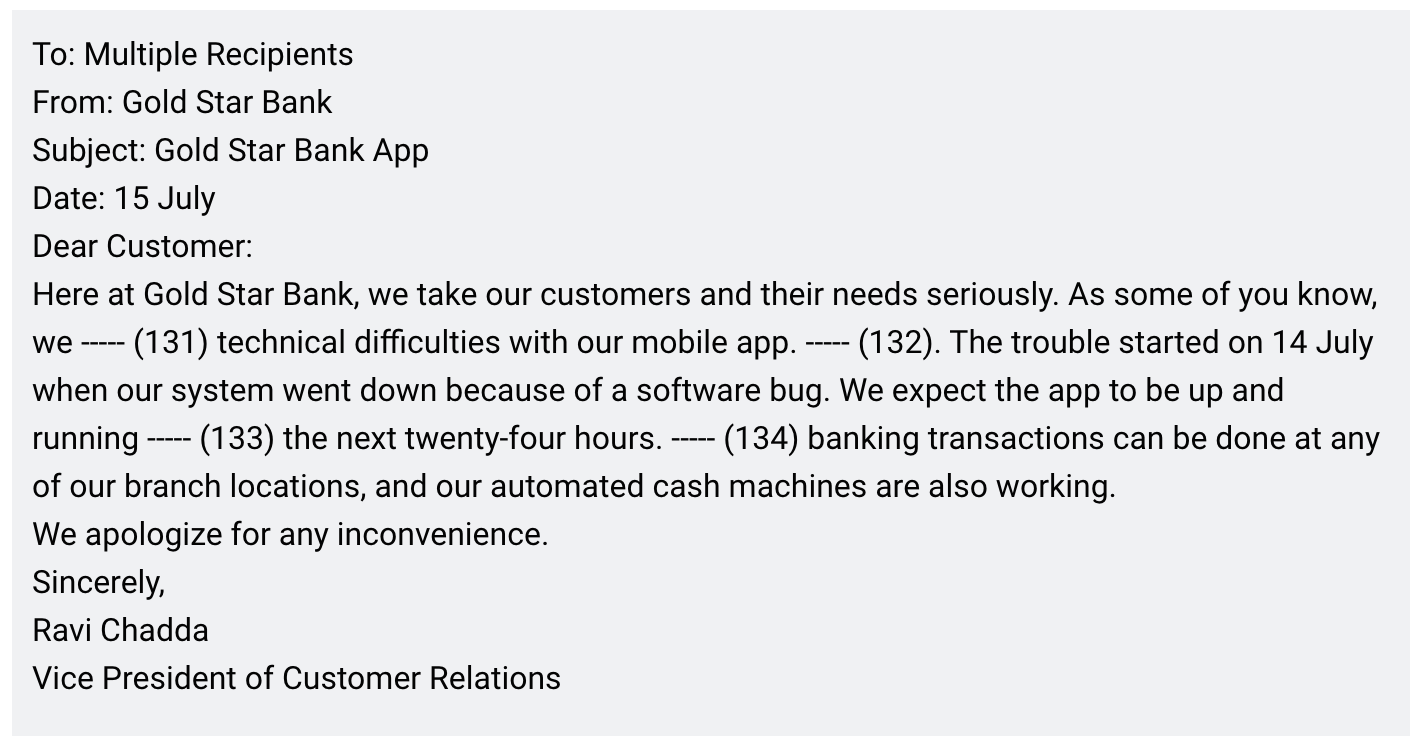 To: Multiple Recipients
From: Gold Star Bank
Subject: Gold Star Bank App
Date: 15 July
Dear Customer:
Here at Gold Star Bank, we take our customers and their needs seriously. As some of you know,
we ----- (131) technical difficulties with our mobile app. ----- (132). The trouble started on 14 July
when our system went down because of a software bug. We expect the app to be up and
running ----- (133) the next twenty-four hours. ----- (134) banking transactions can be done at any
of our branch locations, and our automated cash machines are also working.
We apologize for any inconvenience.
Sincerely,
Ravi Chadda
Vice President of Customer Relations